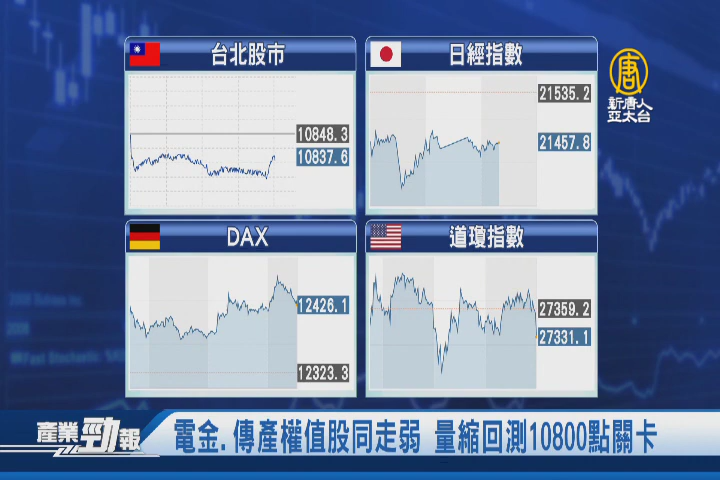 台北股市
10848.3
10837.6
日經指數
21535.2
21457.8
唐
新唐人
亞太台
DAX
12426.1
12323.3
道瓊指數
27359.2
27331.1
產業勁報
電金.傳產權值股同走弱 量縮回測10800點關卡